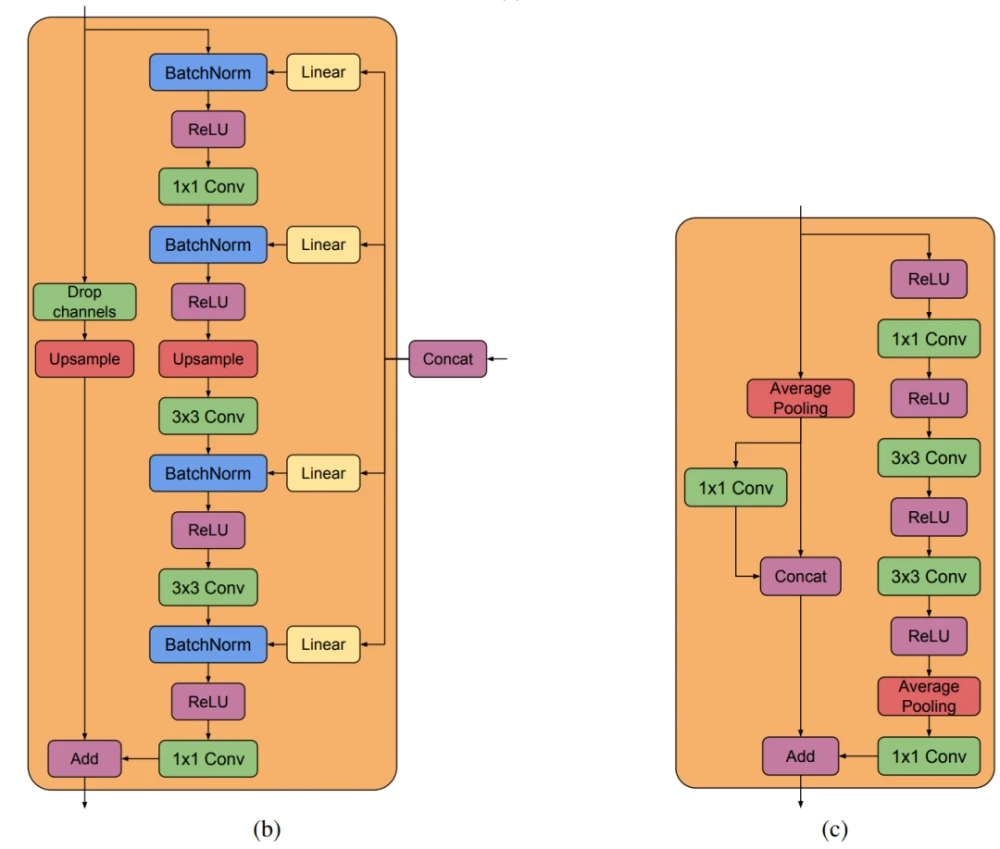 BatchNorm
Linear
ReLU
1x1 Conv
BatchNorm
Linear
Drop
channels
ReLU
Upsample
Upsample
Concat
3x3 Conv
BatchNorm
Linear
ReLU
3x3 Conv
BatchNorm
Linear
ReLU
Add
1x1 Conv
(b)
ReLU
1x1 Conv
Average
Pooling
ReLU
3x3 Conv
1x1 Conv
ReLU
Concat
3x3 Conv
ReLU
Average
Pooling
Add
1x1 Conv
(c)